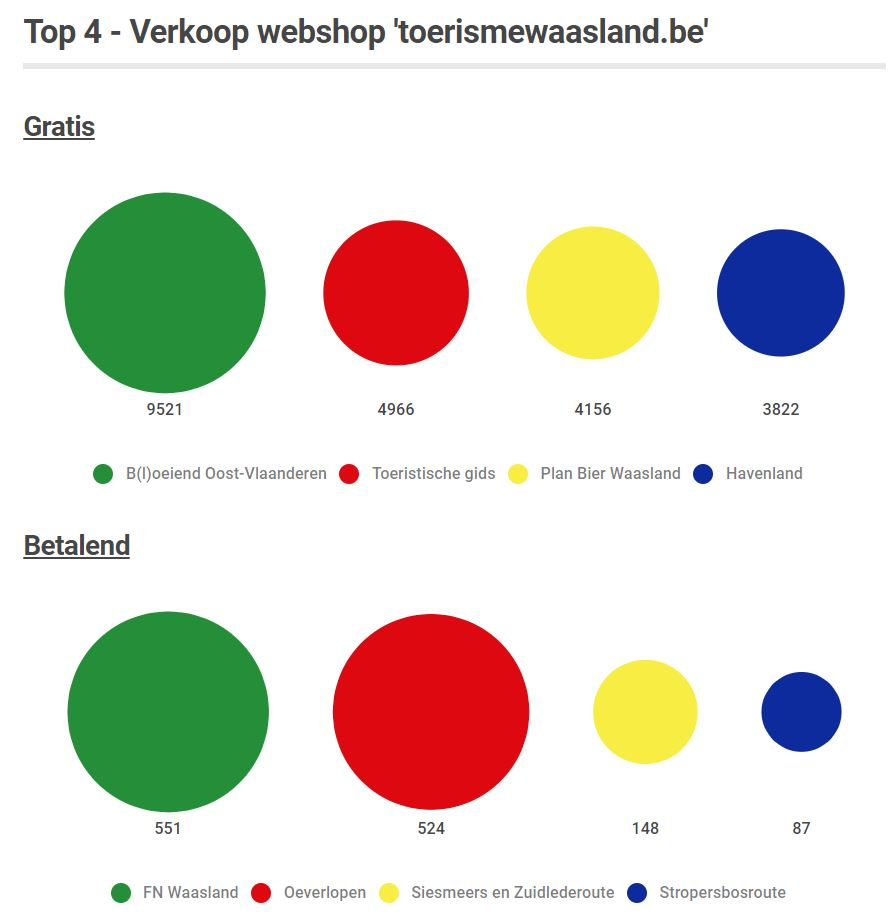 Top 4 - Verkoop webshop 'toerismewaasland.be'
Gratis
9521 4966 4156 3822
B(l)oeiend Oost-Vlaanderen Toeristische gids Plan Bier Waasland Havenland
Betalend
551 524 148 87
FN Waasland Oeverlopen Siesmeers en Zuidlederoute Stropersbosroute